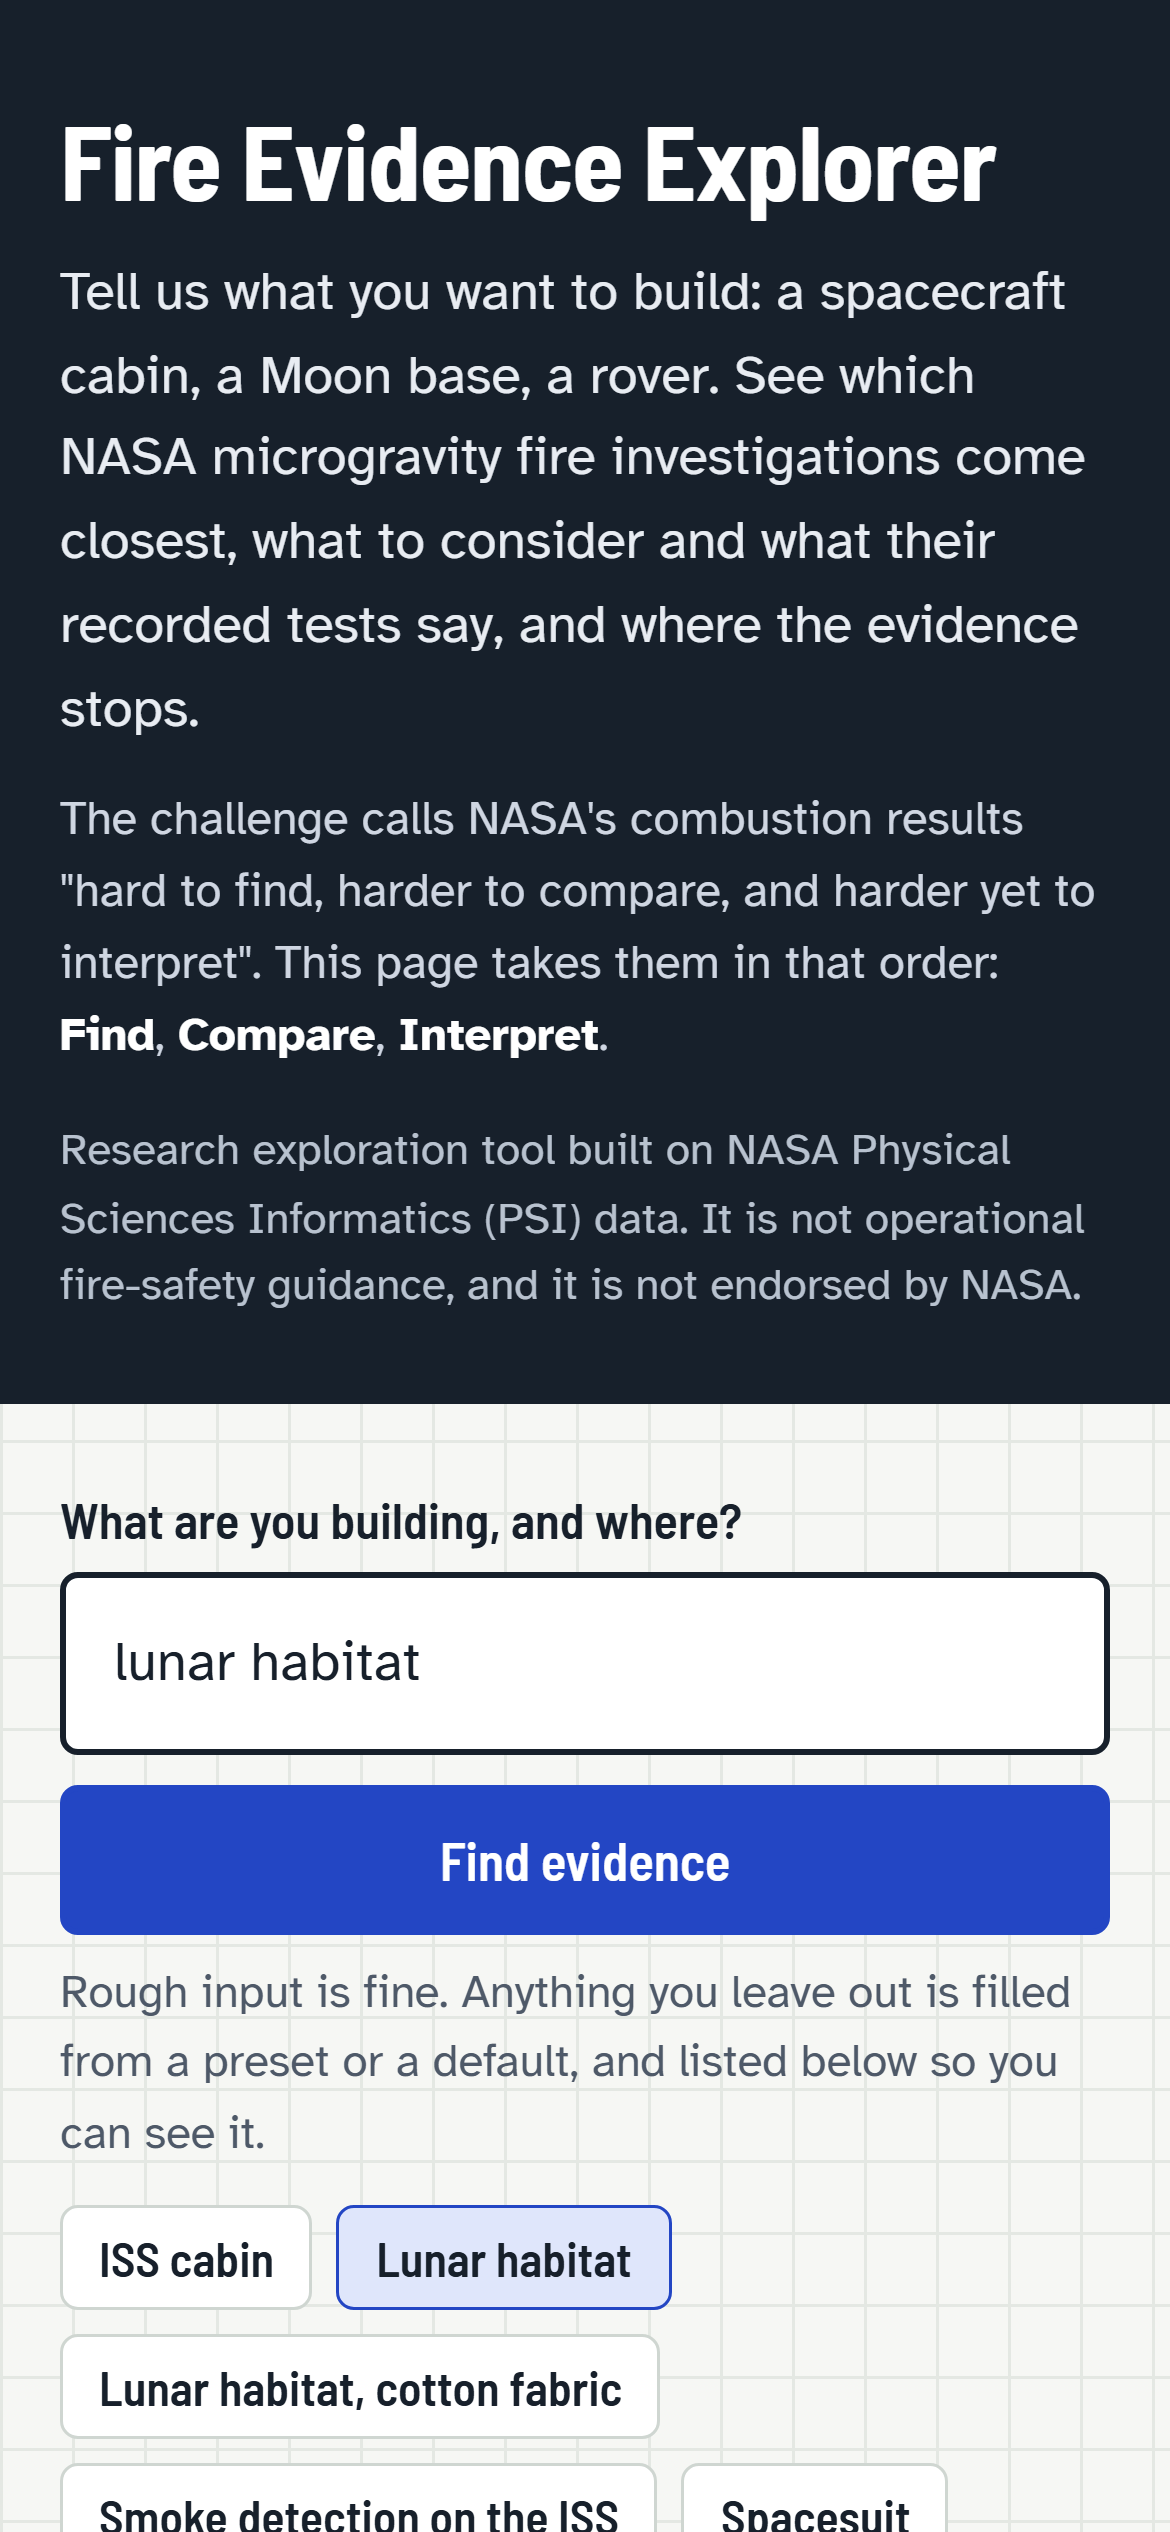 Fire Evidence Explorer
Tell us what you want to build: a spacecraft
cabin, a Moon base, a rover. See which
NASA microgravity fire investigations come
closest, what to consider and what their
recorded tests say, and where the evidence
stops.
The challenge calls NASA's combustion results
"hard to find, harder to compare, and harder yet to
interpret". This page takes them in that order:
Find, Compare, Interpret.
Research exploration tool built on NASA Physical
Sciences Informatics (PSI) data. It is not operational
fire-safety guidance, and it is not endorsed by NASA.
What are you building, and where?
lunar habitat
Find evidence
Rough input is fine. Anything you leave out is filled
from a preset or a default, and listed below so you
can see it.
ISS cabin
Lunar habitat
Lunar habitat, cotton fabric
Smoke detection on the ISS
Spacesuit